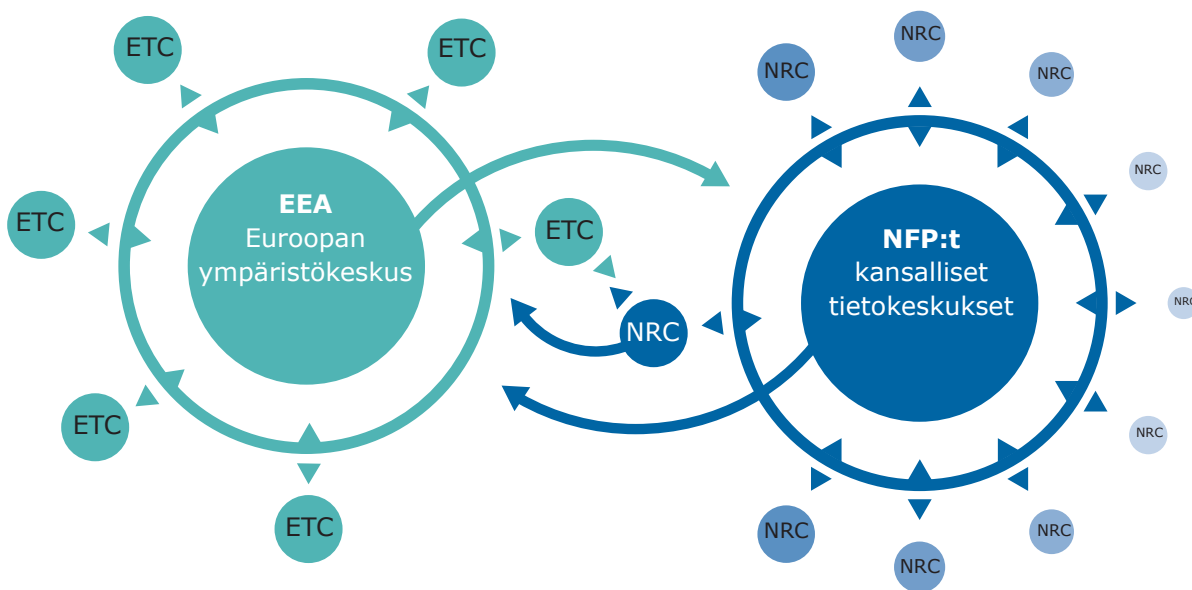 ETC
ETC
ETC
ETC
ETC
ETC
EEA
Euroopan
ympäristökeskus
NRC
NFP:t
kansalliset
tietokeskukset
NRC
NRC
NRC
NRC
NRC
NRC
NRC
NRC
NRC